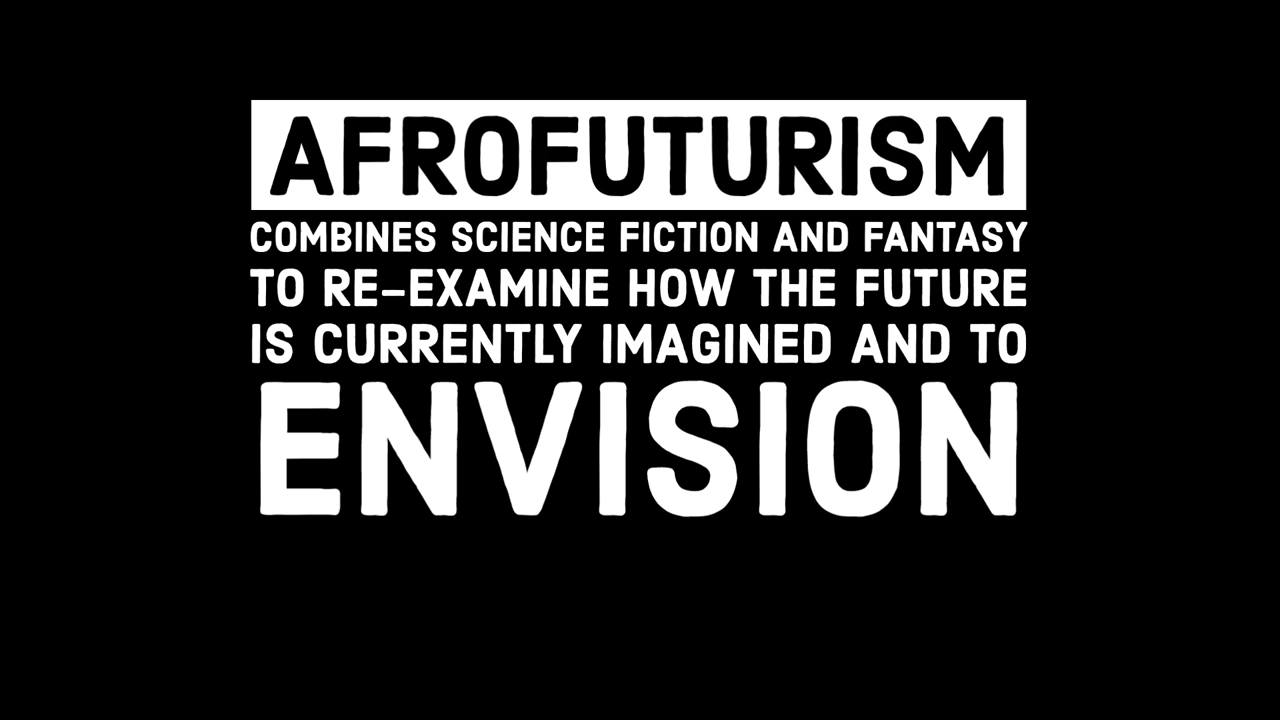 AFROFUTURISM
COMBINES SCIENCE FICTION AND FANTASY
TO RE-EXAMINE HOW THE FUTURE
IS CURRENTLY IMAGINED AND TO
ENVISION